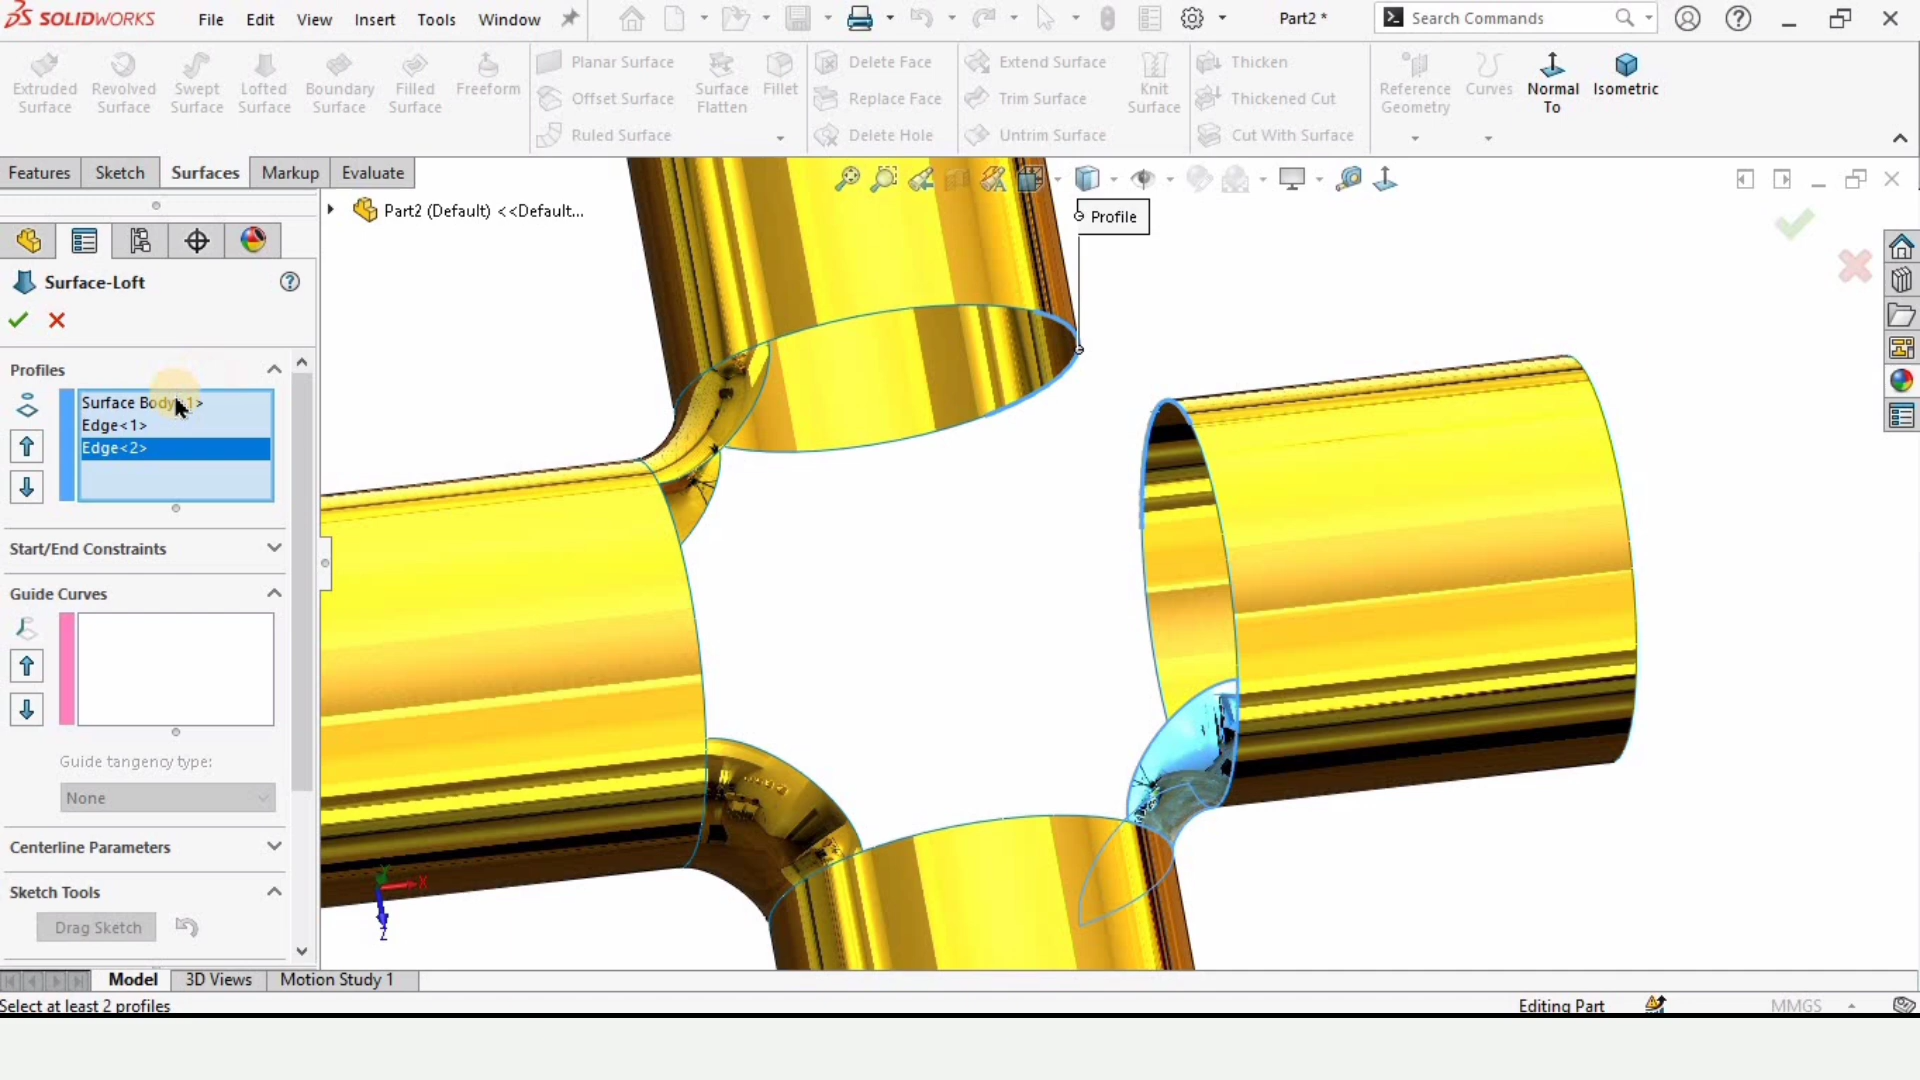 SOLIDWORKS File Edit View Insert Tools Window Part2 * Search Commands
Extruded Surface
Revolved Surface
Swept Surface
Lofted Surface
Boundary Surface
Filled Surface
Freeform
Planar Surface
Offset Surface
Ruled Surface
Surface Flatten
Fillet
Delete Face
Replace Face
Delete Hole
Extend Surface
Trim Surface
Untrim Surface
Knit Surface
Thicken
Thickened Cut
Cut With Surface
Reference Geometry
Curves
Normal To
Isometric
Features Sketch Surfaces Markup Evaluate
Part2 (Default) <<Default...
Profile
Surface-Loft
Profiles
Surface Body<1>
Edge<1>
Edge<2>
Start/End Constraints
Guide Curves
Guide tangency type:
None
Centerline Parameters
Sketch Tools
Drag Sketch
X
Y
Z
Model 3D Views Motion Study 1
Select at least 2 profiles Editing Part MMGS